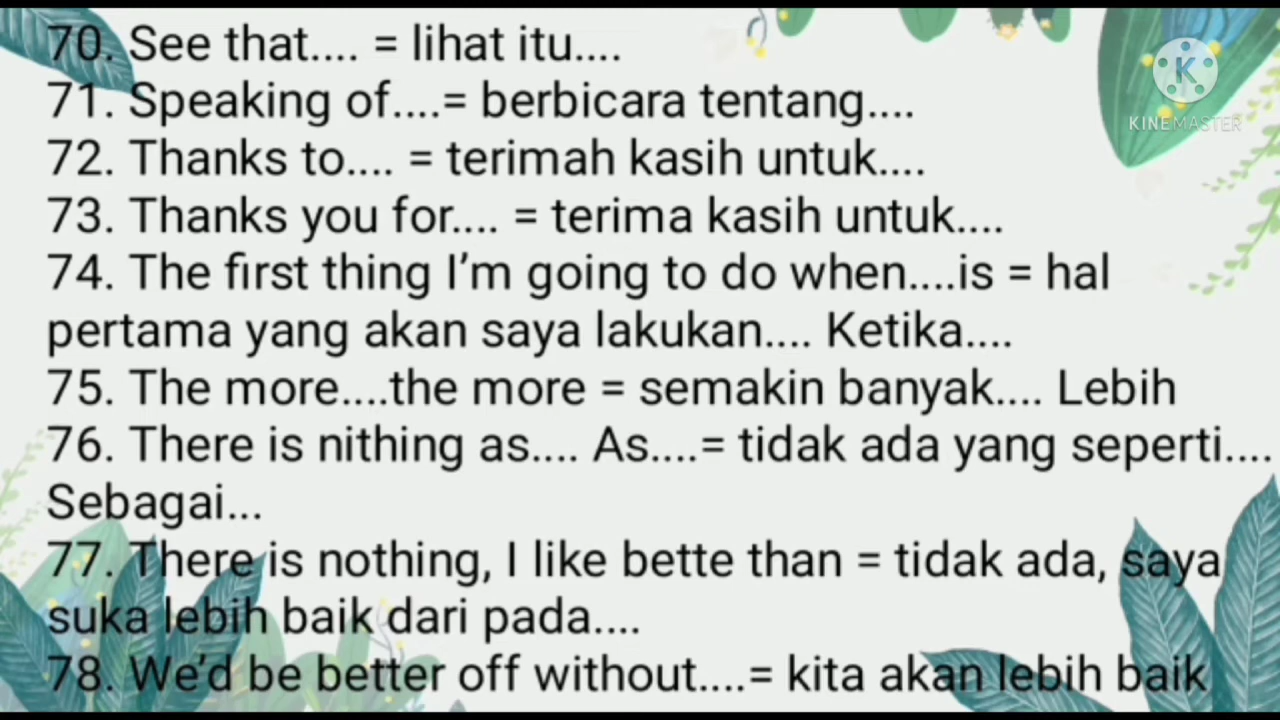 70. See that.... = lihat itu....
71. Speaking of....= berbicara tentang....
72. Thanks to.... = terimah kasih untuk....
73. Thanks you for.... = terima kasih untuk....
74. The first thing I'm going to do when....is = hal
pertama yang akan saya lakukan.... Ketika....
75. The more....the more = semakin banyak.... Lebih
76. There is nithing as.... As....= tidak ada yang seperti....
Sebagai...
77. There is nothing, I like bette than = tidak ada, saya
suka lebih baik dari pada....
78. We'd be better off without....= kita akan lebih baik
K
KINEMASTER